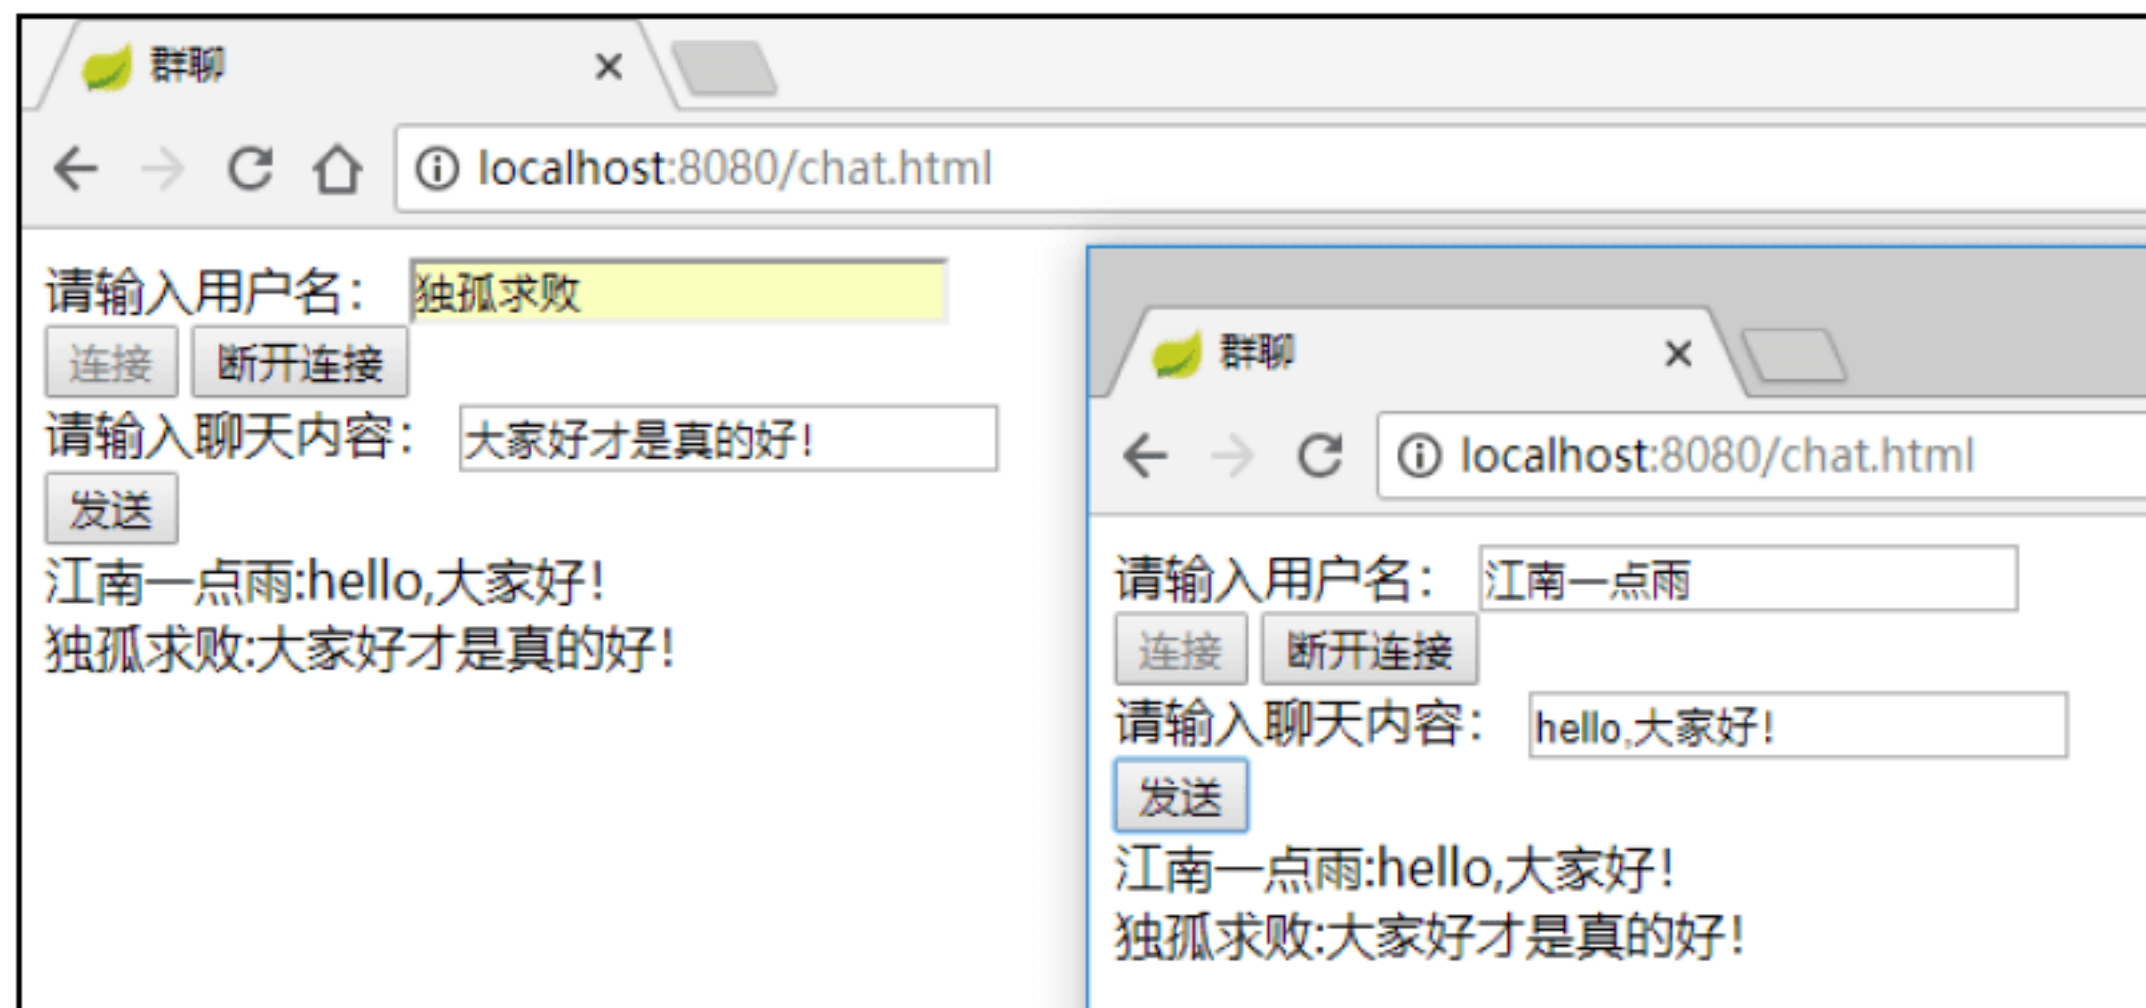 群聊
localhost:8080/chat.html
请输入用户名： 独孤求败
连接 断开连接
请输入聊天内容： 大家好才是真的好！
发送
江南一点雨:hello,大家好！
独孤求败:大家好才是真的好！
群聊
localhost:8080/chat.html
请输入用户名： 江南一点雨
连接 断开连接
请输入聊天内容： hello,大家好！
发送
江南一点雨:hello,大家好！
独孤求败:大家好才是真的好！